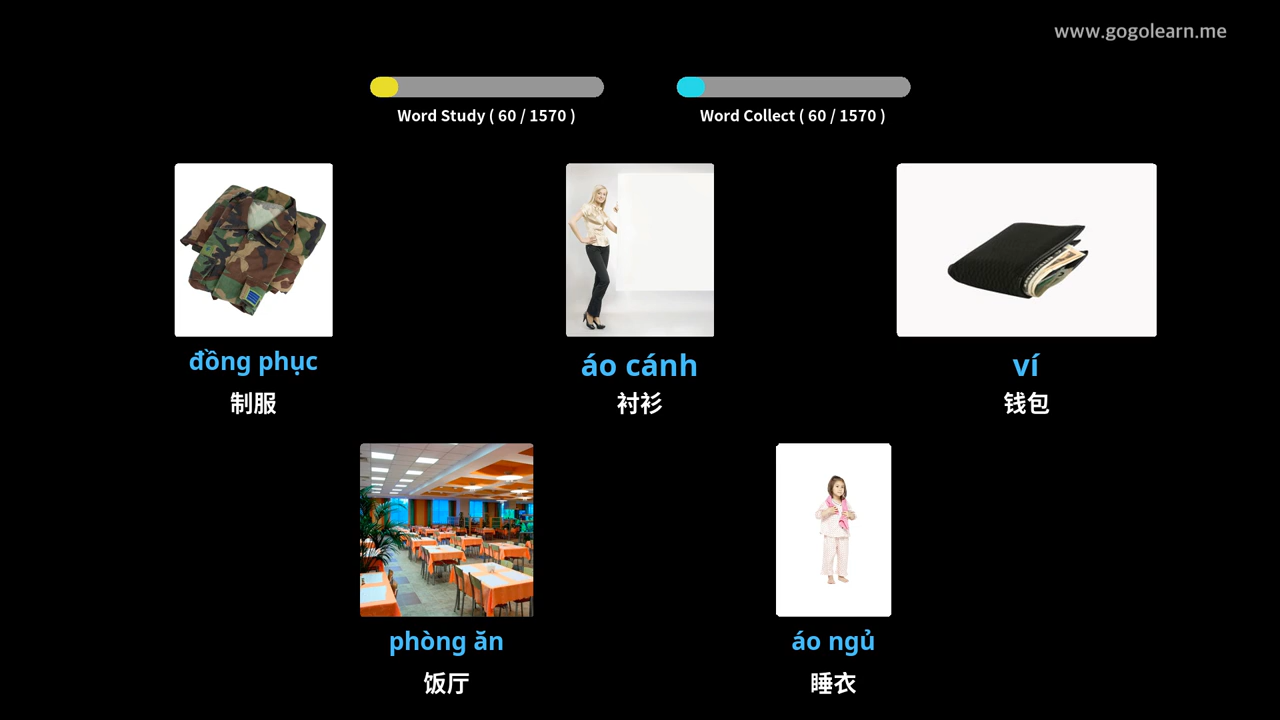 www.gogolearn.me
Word Study ( 60 / 1570 )
Word Collect ( 60 / 1570 )
đồng phục
制服
áo cánh
衬衫
ví
钱包
phòng ăn
饭厅
áo ngủ
睡衣